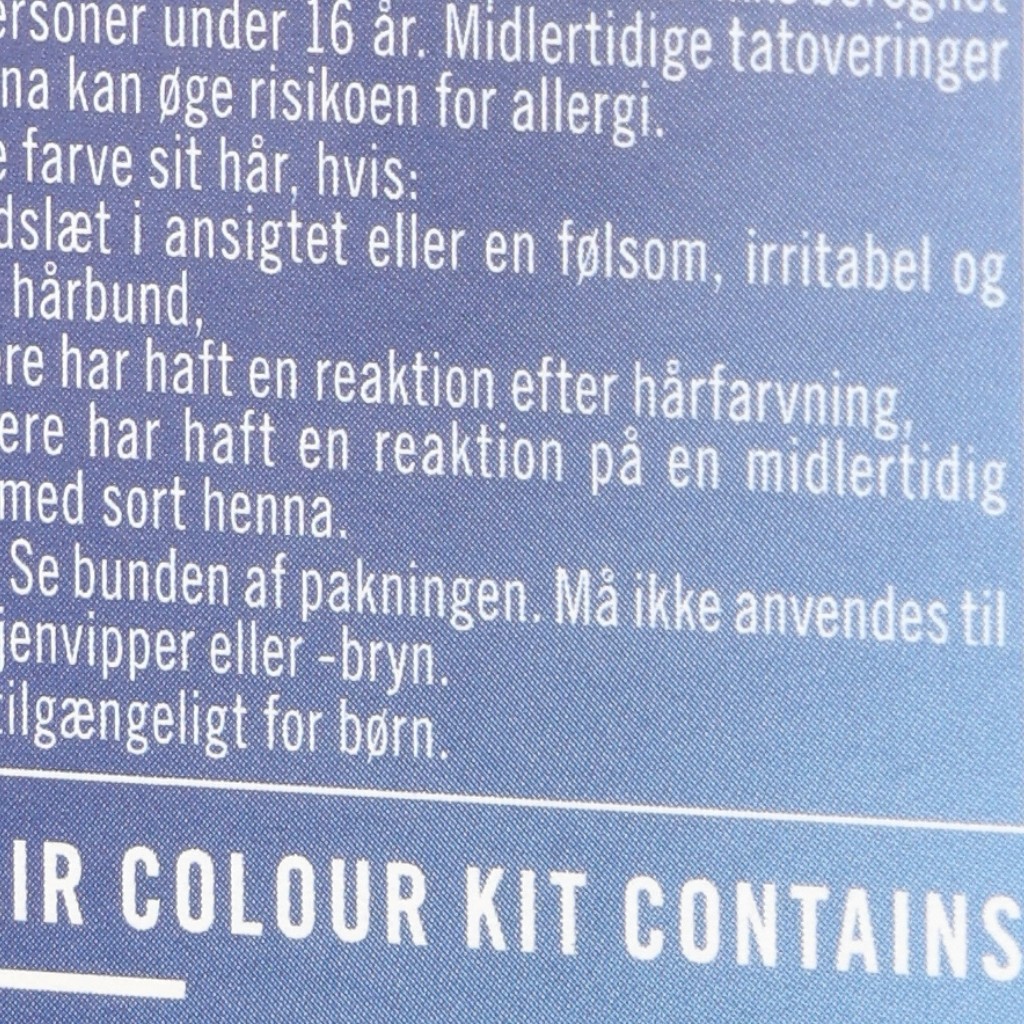 ersoner under 16 år. Midlertidige tatoveringer
na kan øge risikoen for allergi.
e farve sit hår, hvis:
dslæt i ansigtet eller en følsom, irritabel og
hårbund,
re har haft en reaktion efter hårfarvning,
ere har haft en reaktion på en midlertidig
med sort henna.
Se bunden af pakningen. Må ikke anvendes til
jenvipper eller -bryn.
tilgængeligt for børn.
IR COLOUR KIT CONTAINS